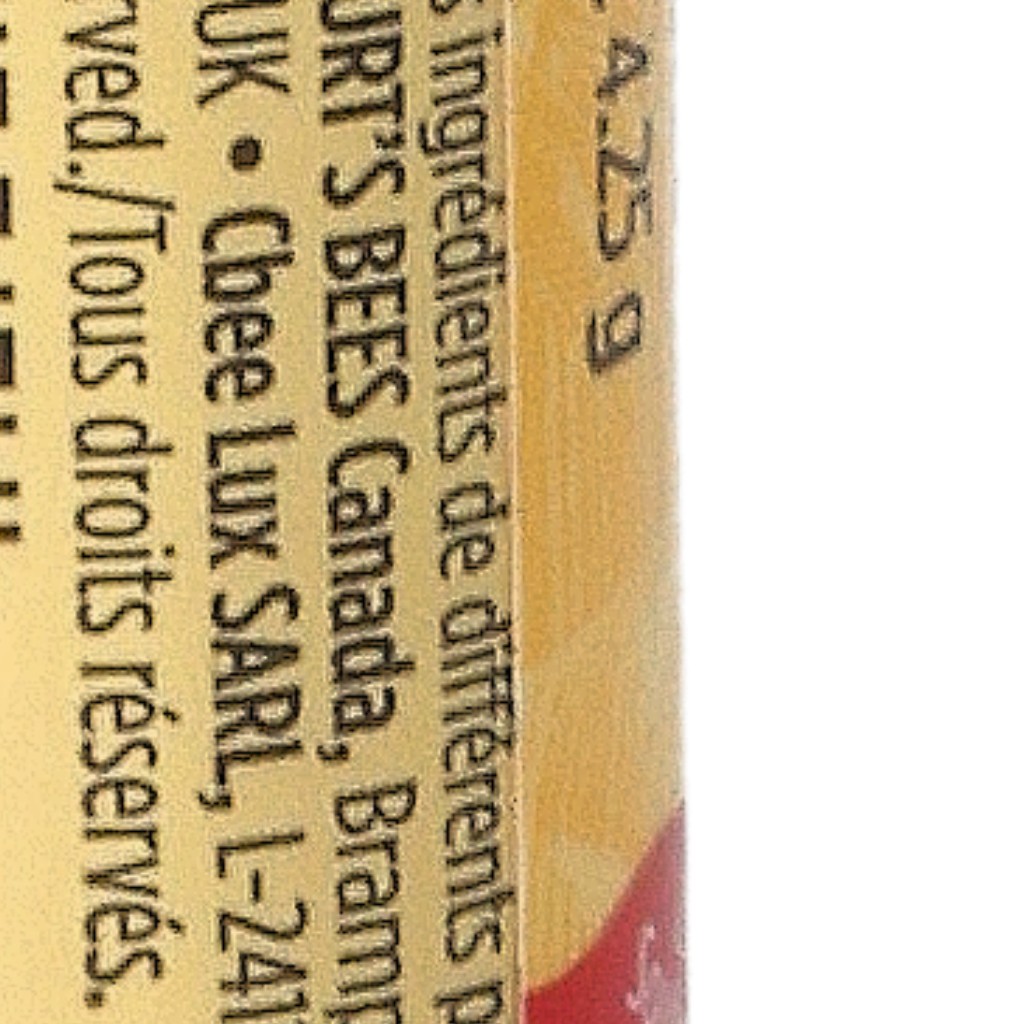 4.25 g
s ingrédients de différents p
URT'S BEES Canada, Bramp
UK • Cbee Lux SARL, L-241
rved./Tous droits réservés.